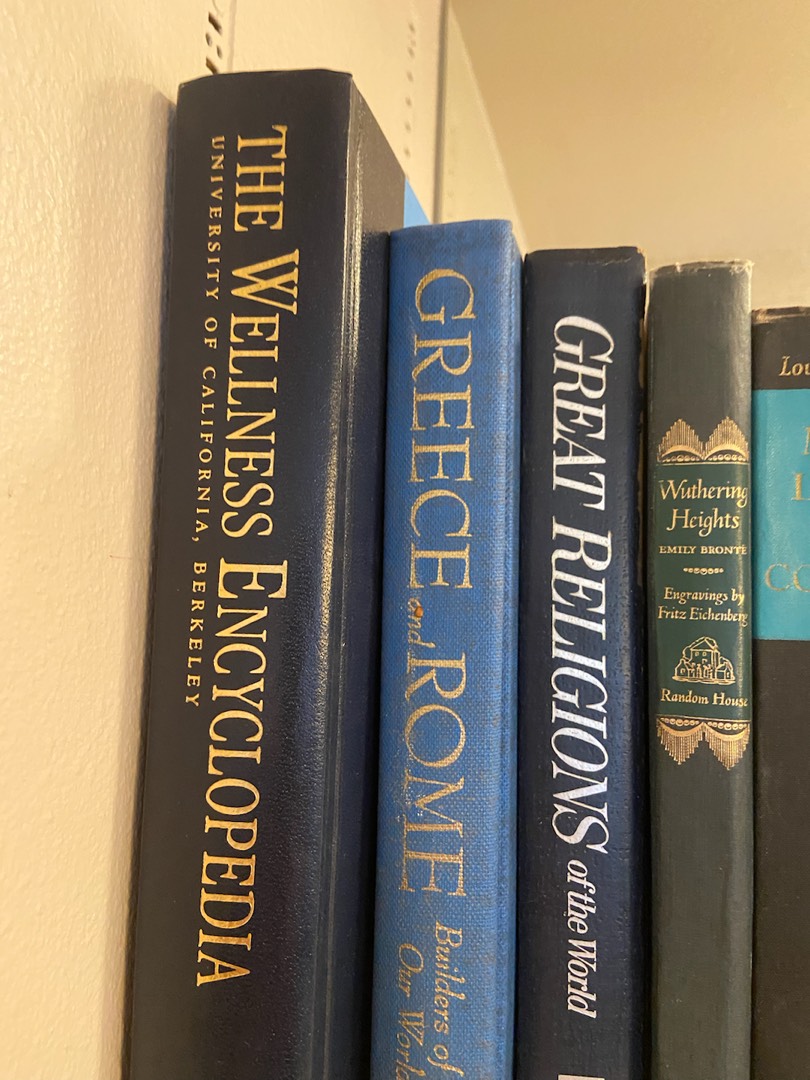 THE WELLNESS ENCYCLOPEDIA
UNIVERSITY OF CALIFORNIA, BERKELEY
GREECE and ROME
Builders of
Our World
GREAT RELIGIONS of the World
Wuthering
Heights
EMILY BRONTË
Engravings by
Fritz Eichenberg
Random House